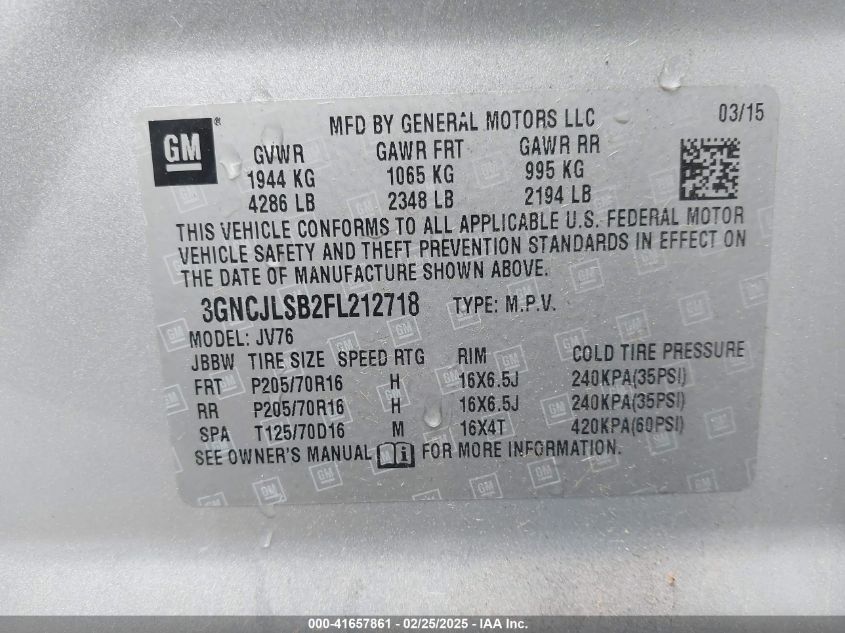 GM ®
MFD BY GENERAL MOTORS LLC 03/15
GVWR GAWR FRT GAWR RR
1944 KG 1065 KG 995 KG
4286 LB 2348 LB 2194 LB
THIS VEHICLE CONFORMS TO ALL APPLICABLE U.S. FEDERAL MOTOR
VEHICLE SAFETY AND THEFT PREVENTION STANDARDS IN EFFECT ON
THE DATE OF MANUFACTURE SHOWN ABOVE.
3GNCJLSB2FL212718 TYPE: M.P.V.
MODEL: JV76
JBBW TIRE SIZE SPEED RTG RIM COLD TIRE PRESSURE
FRT P205/70R16 H 16X6.5J 240KPA(35PSI)
RR P205/70R16 H 16X6.5J 240KPA(35PSI)
SPA T125/70D16 M 16X4T 420KPA(60PSI)
SEE OWNER'S MANUAL FOR MORE INFORMATION.
000-41657861 - 02/25/2025 - IAA Inc.